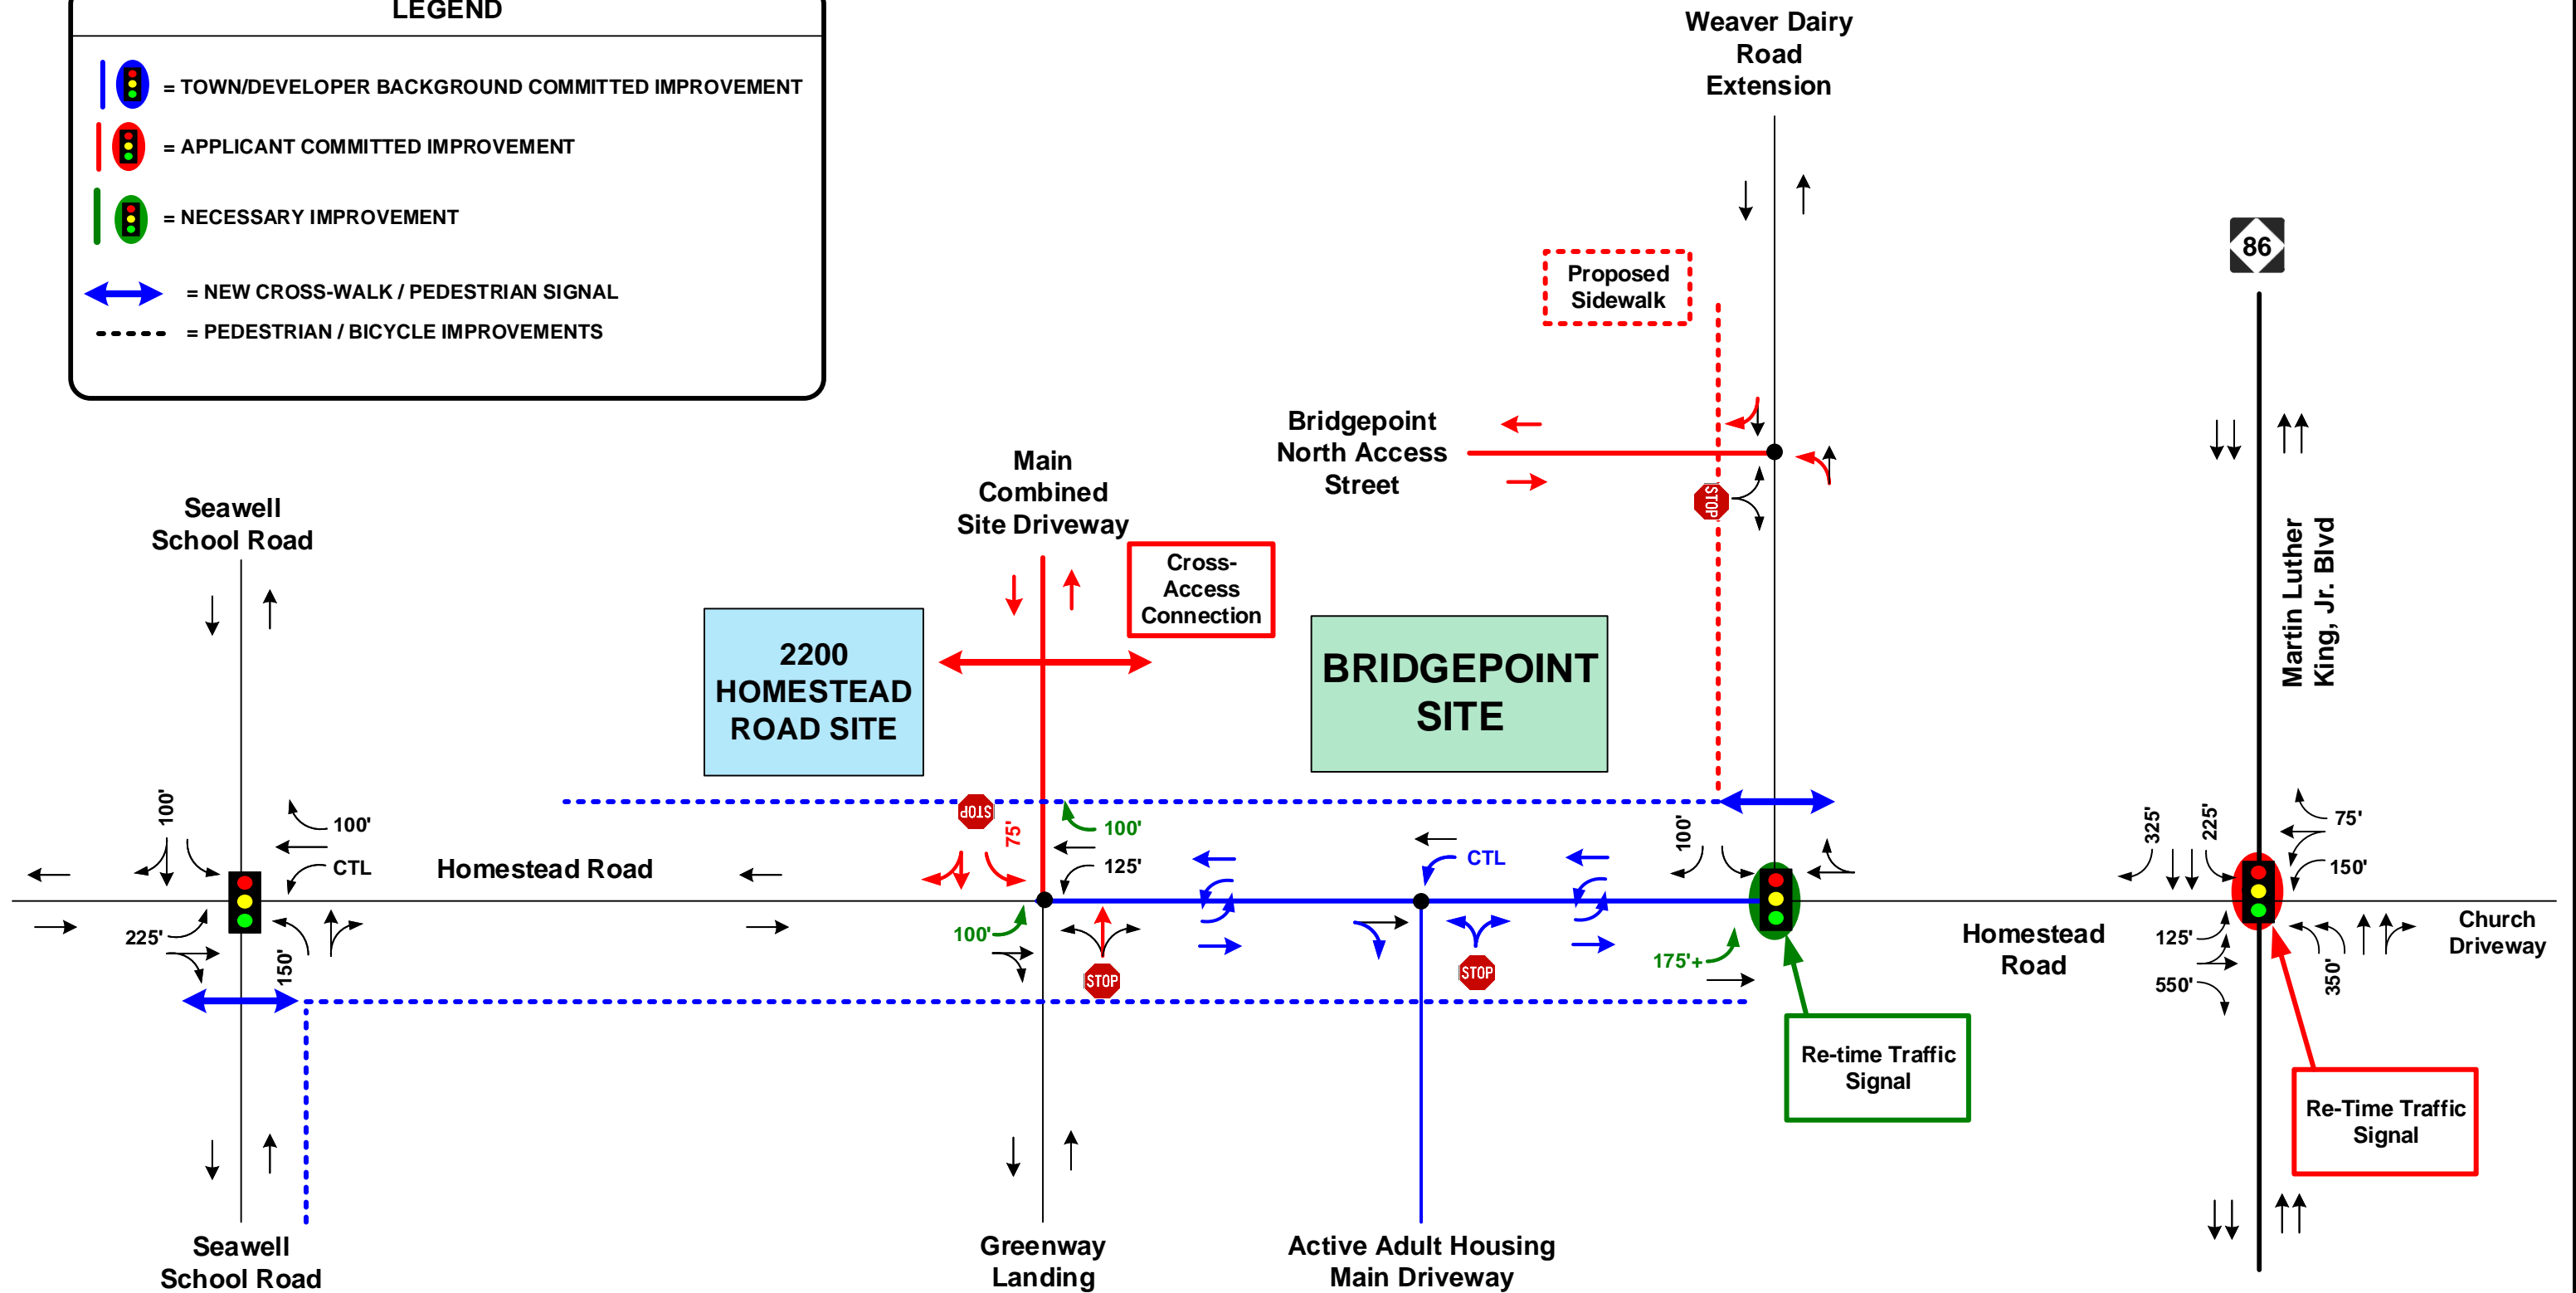 LEGEND
= TOWN/DEVELOPER BACKGROUND COMMITTED IMPROVEMENT
= APPLICANT COMMITTED IMPROVEMENT
= NECESSARY IMPROVEMENT
= NEW CROSS-WALK / PEDESTRIAN SIGNAL
= PEDESTRIAN / BICYCLE IMPROVEMENTS
Weaver Dairy
Road
Extension
86
Proposed
Sidewalk
Bridgepoint
North Access
Street
STOP
Main
Combined
Site Driveway
Cross-
Access
Connection
Seawell
School Road
Martin Luther
King, Jr. Blvd
2200
HOMESTEAD
ROAD SITE
BRIDGEPOINT
SITE
100'
100'
CTL
225'
150'
Homestead Road
STOP
75'
100'
125'
100'
STOP
CTL
STOP
100'
175'+
Homestead
Road
325'
225'
75'
150'
125'
550'
350'
Church
Driveway
Re-time Traffic
Signal
Re-Time Traffic
Signal
Seawell
School Road
Greenway
Landing
Active Adult Housing
Main Driveway